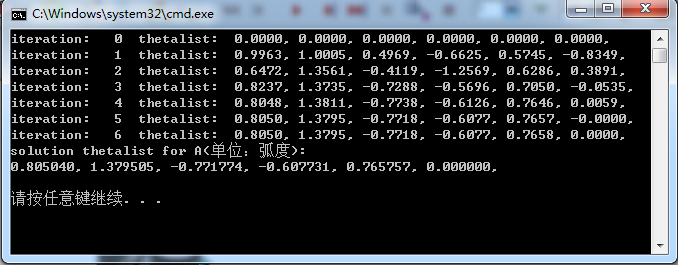 C:\Windows\system32\cmd.exe
iteration:   0  thetalist:  0.0000, 0.0000, 0.0000, 0.0000, 0.0000, 0.0000,
iteration:   1  thetalist:  0.9963, 1.0005, 0.4969, -0.6625, 0.5745, -0.8349,
iteration:   2  thetalist:  0.6472, 1.3561, -0.4119, -1.2569, 0.6286, 0.3891,
iteration:   3  thetalist:  0.8237, 1.3735, -0.7288, -0.5696, 0.7050, -0.0535,
iteration:   4  thetalist:  0.8048, 1.3811, -0.7738, -0.6126, 0.7646, 0.0059,
iteration:   5  thetalist:  0.8050, 1.3795, -0.7718, -0.6077, 0.7657, -0.0000,
iteration:   6  thetalist:  0.8050, 1.3795, -0.7718, -0.6077, 0.7658, 0.0000,
solution thetalist for A(单位：弧度):
0.805040, 1.379505, -0.771774, -0.607731, 0.765757, 0.000000,
请按任意键继续. . .